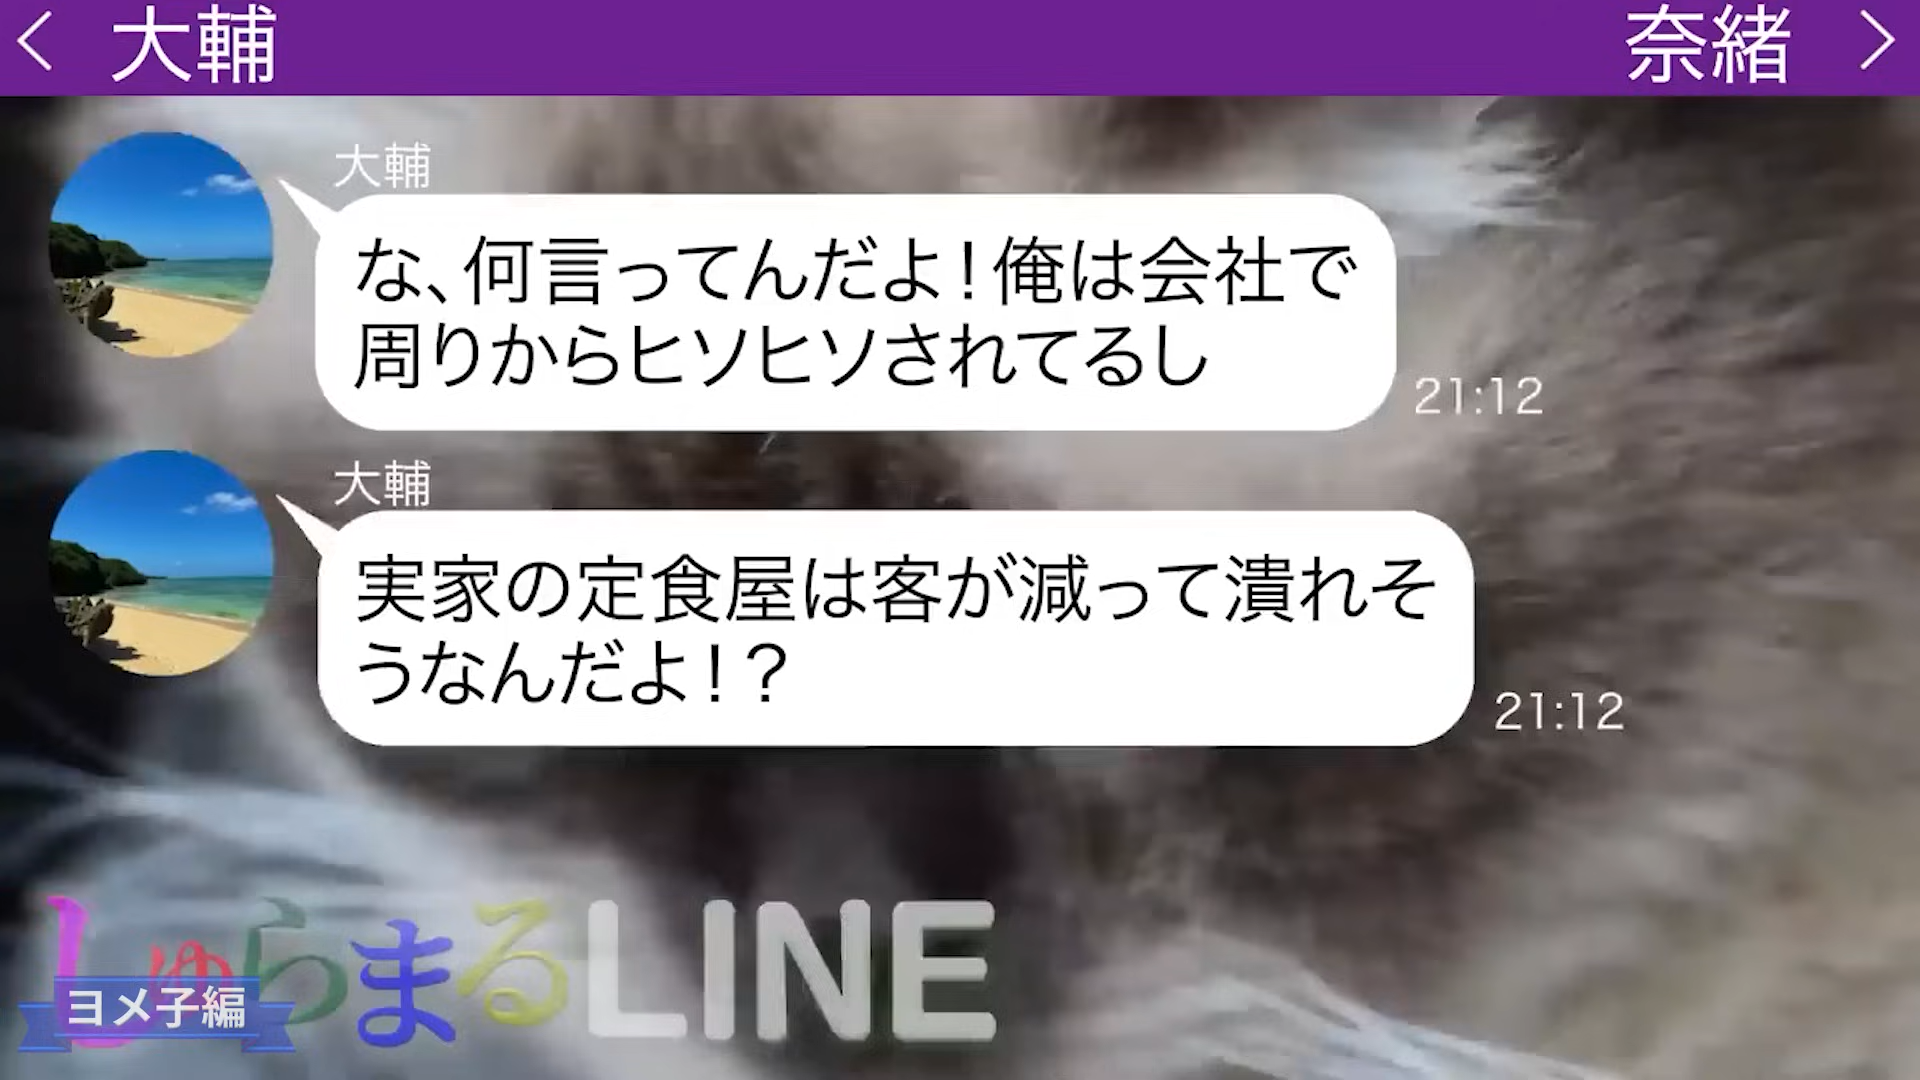 大輔
奈緒
大輔
な、何言ってんだよ！俺は会社で
周りからヒソヒソされてるし
21:12
大輔
実家の定食屋は客が減って潰れそ
うなんだよ！？
21:12
しゅらまるLINE
ヨメ子編